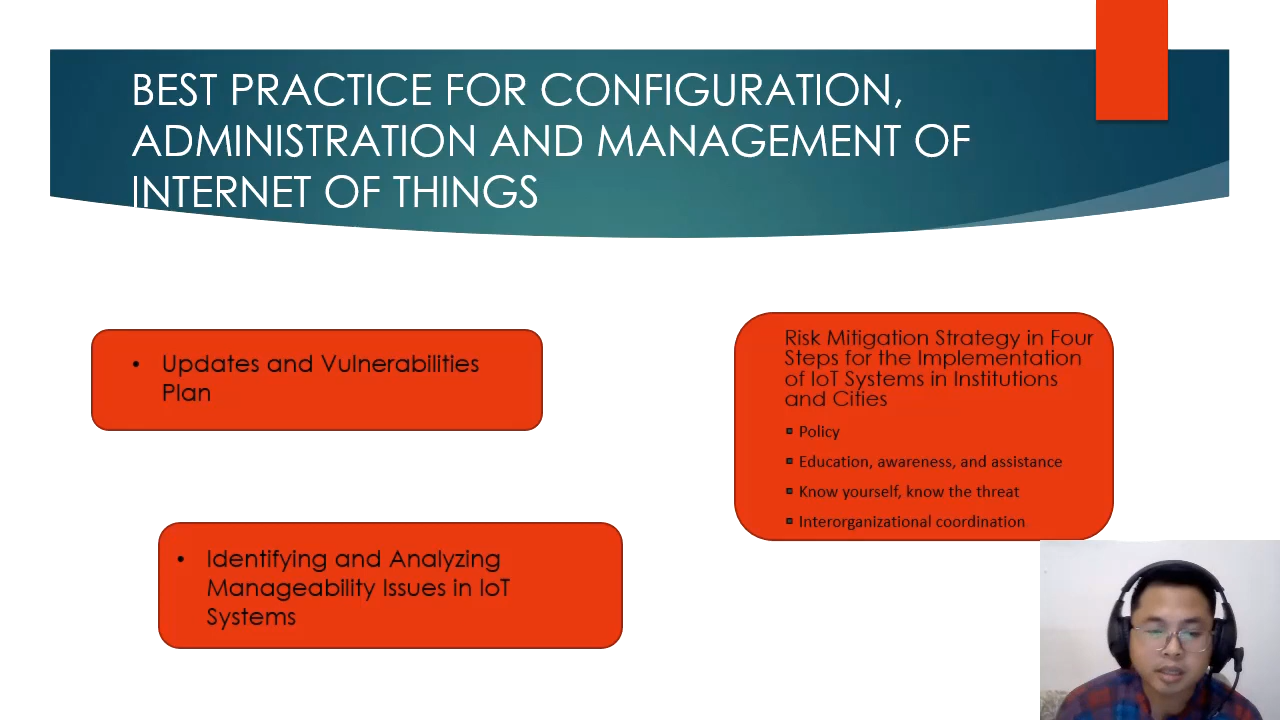 BEST PRACTICE FOR CONFIGURATION,
ADMINISTRATION AND MANAGEMENT OF
INTERNET OF THINGS
• Updates and Vulnerabilities
Plan
• Identifying and Analyzing
Manageability Issues in IoT
Systems
Risk Mitigation Strategy in Four
Steps for the Implementation
of IoT Systems in Institutions
and Cities
▪ Policy
▪ Education, awareness, and assistance
▪ Know yourself, know the threat
▪ Interorganizational coordination